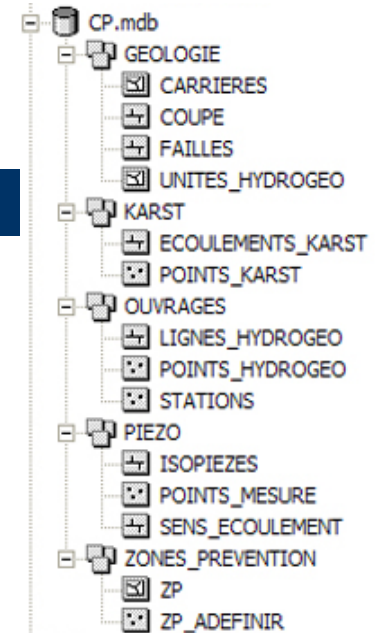 CP.mdb
GEOLOGIE
CARRIERES
COUPE
FAILLES
UNITES_HYDROGEO
KARST
ECOULEMENTS_KARST
POINTS_KARST
OUVRAGES
LIGNES_HYDROGEO
POINTS_HYDROGEO
STATIONS
PIEZO
ISOPIEZES
POINTS_MESURE
SENS_ECOULEMENT
ZONES_PREVENTION
ZP
ZP_ADEFINIR